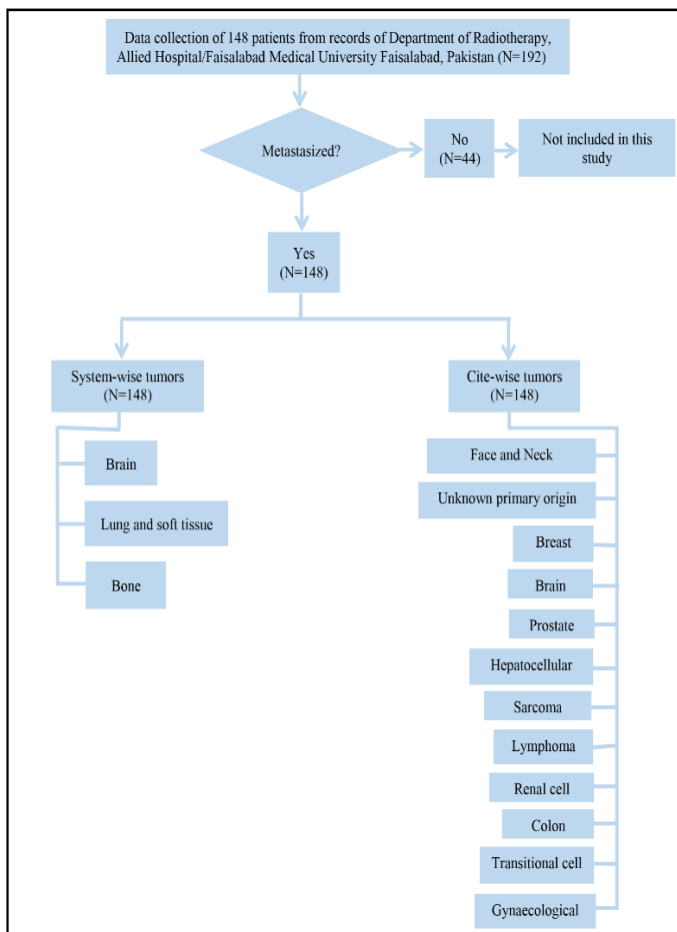 Data collection of 148 patients from records of Department of Radiotherapy,
Allied Hospital/Faisalabad Medical University Faisalabad, Pakistan (N=192)
Metastasized?
No
(N=44)
Not included in this
study
Yes
(N=148)
System-wise tumors
(N=148)
Brain
Lung and soft tissue
Bone
Cite-wise tumors
(N=148)
Face and Neck
Unknown primary origin
Breast
Brain
Prostate
Hepatocellular
Sarcoma
Lymphoma
Renal cell
Colon
Transitional cell
Gynaecological